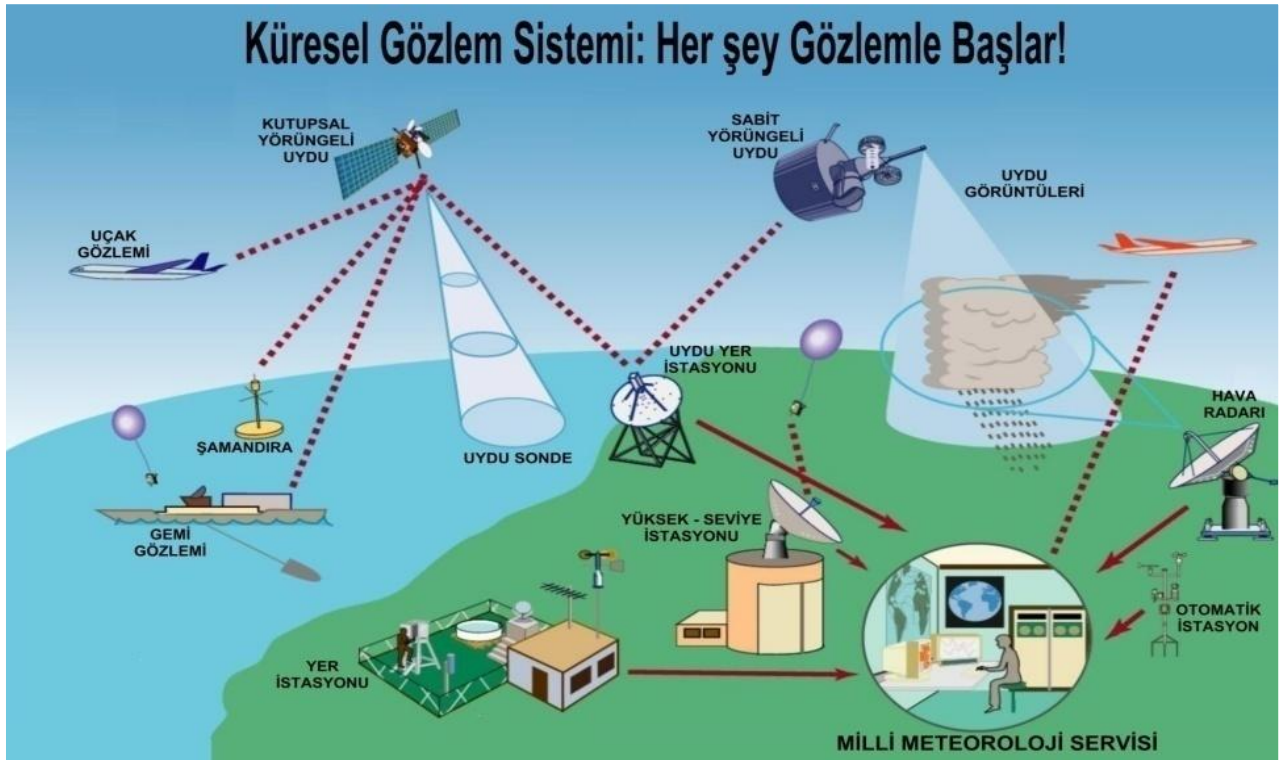 Küresel Gözlem Sistemi: Her şey Gözlemle Başlar!
KUTUPSAL
YÖRÜNGELİ
UYDU
SABİT
YÖRÜNGELİ
UYDU
UYDU
GÖRÜNTÜLERİ
UÇAK
GÖZLEMİ
UYDU YER
İSTASYONU
HAVA
RADARI
ŞAMANDIRA
UYDU SONDE
GEMİ
GÖZLEMİ
YÜKSEK - SEVİYE
İSTASYONU
OTOMATİK
İSTASYON
YER
İSTASYONU
MİLLİ METEOROLOJİ SERVİSİ